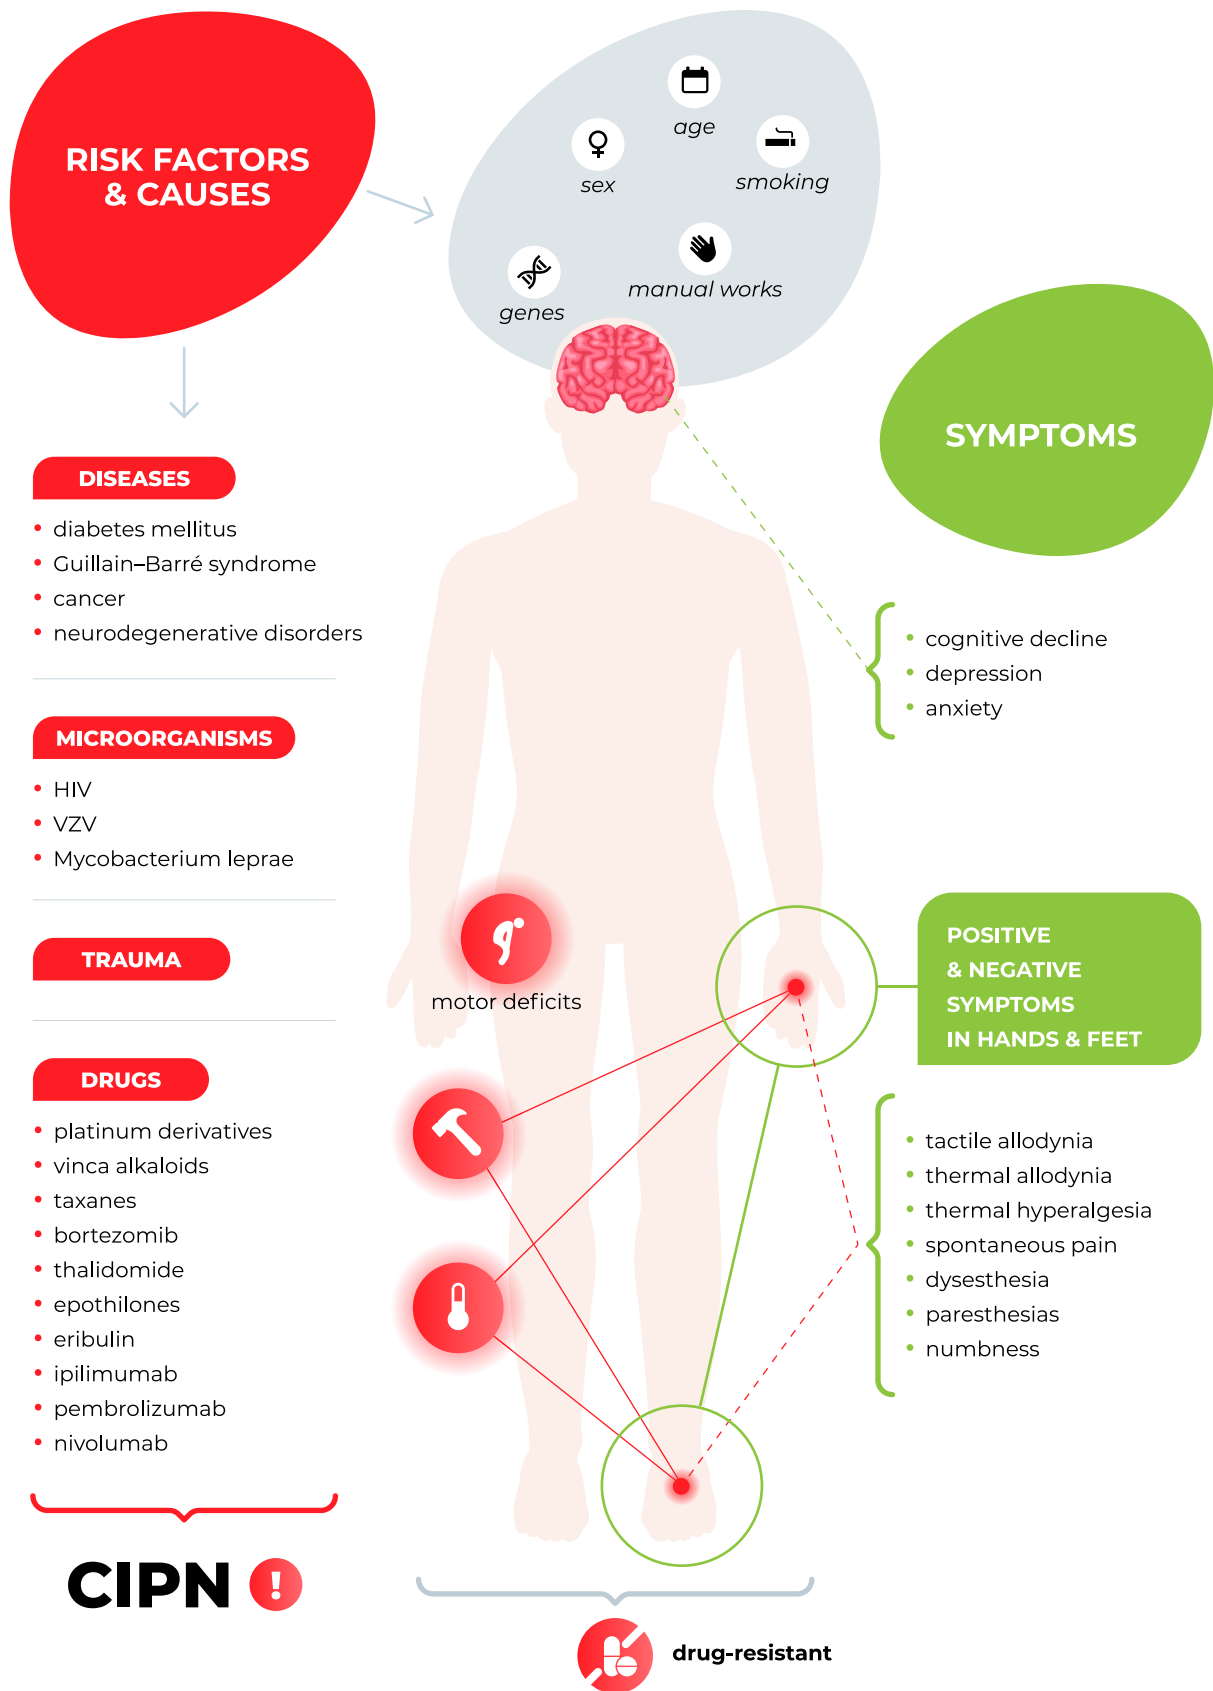 RISK FACTORS
& CAUSES
age
sex
smoking
genes
manual works
SYMPTOMS
DISEASES
• diabetes mellitus
• Guillain–Barré syndrome
• cancer
• neurodegenerative disorders
MICROORGANISMS
• HIV
• VZV
• Mycobacterium leprae
TRAUMA
DRUGS
• platinum derivatives
• vinca alkaloids
• taxanes
• bortezomib
• thalidomide
• epothilones
• eribulin
• ipilimumab
• pembrolizumab
• nivolumab
CIPN !
motor deficits
• cognitive decline
• depression
• anxiety
POSITIVE
& NEGATIVE
SYMPTOMS
IN HANDS & FEET
• tactile allodynia
• thermal allodynia
• thermal hyperalgesia
• spontaneous pain
• dysesthesia
• paresthesias
• numbness
drug-resistant